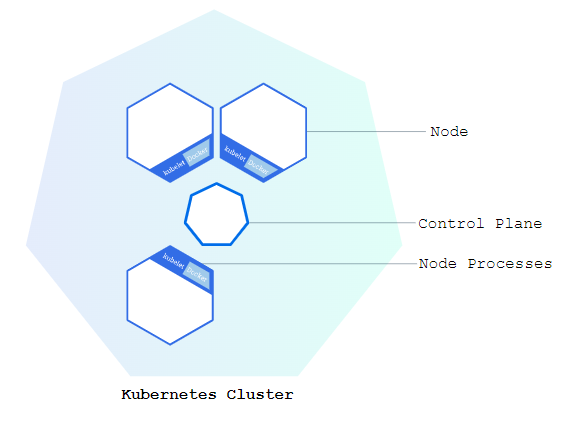 kubelet Docker
kubelet Docker
Node
Control Plane
kubelet Docker
Node Processes
Kubernetes Cluster